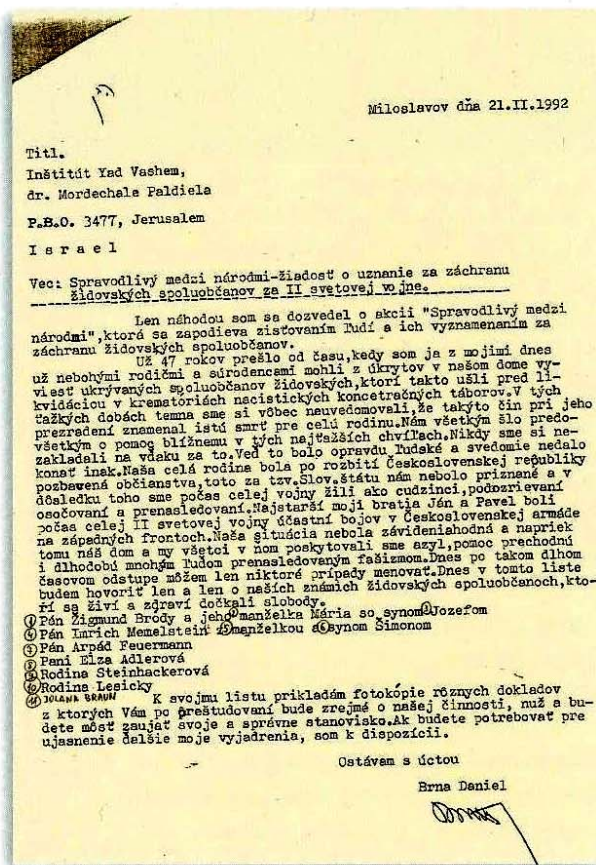 Miloslavov dňa 21.II.1992
Titl.
Inštitút Yad Vashem,
dr. Mordechale Paldiela
P.B.O. 3477, Jerusalem
I s r a e l
Vec: Spravodlivý medzi národmi-žiadosť o uznanie za záchranu
židovských spoluobčanov za II svetovej vojne.
Len náhodou som sa dozvedel o akcii "Spravodlivý medzi
národmi",ktorá sa zapodieva zisťovaním ľudí a ich vyznamenaním za
záchranu židovských spoluobčanov.
Už 47 rokov prešlo od času,kedy som ja z mojimi dnes
už nebohými rodičmi a súrodencami mohli z úkrytov v našom dome vy-
viesť ukrývaných spoluobčanov židovských,ktorí takto ušli pred li-
kvidáciou v krematóriách nacistických koncetračných táborov.V tých
ťažkých dobách temna sme si vôbec neuvedomovali,že takýto čin pri jeho
prezradení znamenal istú smrť pre celú rodinu.Nám všetkým šlo predo-
všetkým o pomoc blížnemu v tých najťažších chvíľach.Nikdy sme si ne-
zakladali na vďaku za to.Veď to bolo opravdu ľudské a svedomie nedalo
konať inak.Naša celá rodina bola po rozbití Československej republiky
pozbavená občianstva,toto za tzv.Slov.štátu nám nebolo priznané a v
dôsledku toho sme počas celej vojny žili ako cudzinci,podozrievaní
osočovaní a prenasledovaní.Najstarší moji bratia Ján a Pavel boli
počas celej II svetovej vojny účastní bojov v Československej armáde
na západných frontoch.Naša situácia nebola závideniahodná a napriek
tomu náš dom a my všetci v ňom poskytovali sme azyl,pomoc prechodnú
i dlhodobú mnohým ľudom prenasledovaným fašizmom.Dnes po takom dlhom
časovom odstupe môžem len niktoré prípady menovať.Dnes v tomto liste
budem hovoriť len a len o našich známich židovských spoluobčanoch,kto-
rí sa živí a zdraví dočkali slobody.
① Pán Žigmund Bródy a jeho manželka Mária so synom Jozefom
④ Pán Imrich Memelstein manželkou synom Šimonom
⑦ Pán Arpád Feuermann
⑧ Pani Elza Adlerová
⑨ Rodina Steinhackerová
⑩ Rodina Lesicky
⑪ JOLANA BRAUN K svojmu listu prikladám fotokópie rôznych dokladov
z ktorých Vám po preštudovaní bude zrejmé o našej činnosti, nuž a bu-
dete môsť zaujať svoje a správne stanovisko.Ak budete potrebovať pre
ujasnenie ďalšie moje vyjadrenia, som k dispozícii.
Ostávam s úctou
Brna Daniel